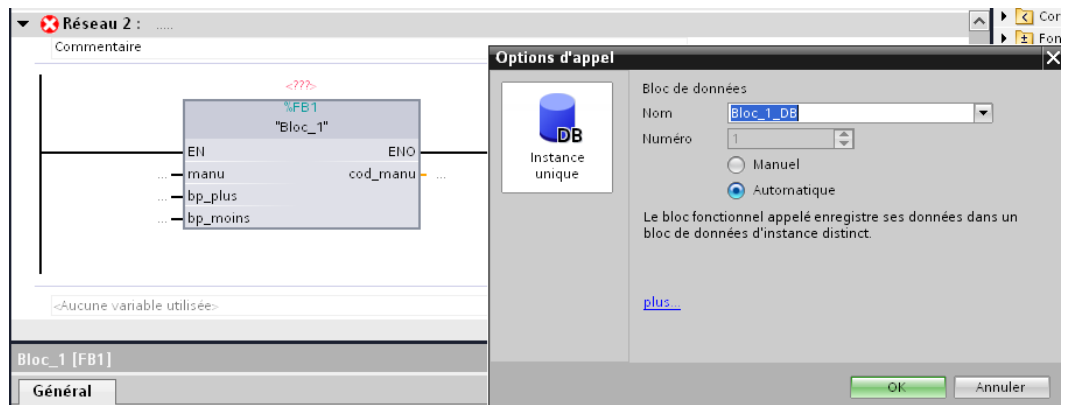 Réseau 2 : .....
Commentaire
<???>
%FB1
"Bloc_1"
EN ENO
... manu cod_manu ...
... bp_plus
... bp_moins
<Aucune variable utilisée>
Bloc_1 [FB1]
Général
Con
Fon
Options d'appel
DB
Instance
unique
Bloc de données
Nom Bloc_1_DB
Numéro 1
Manuel
Automatique
Le bloc fonctionnel appelé enregistre ses données dans un
bloc de données d'instance distinct.
plus...
OK Annuler